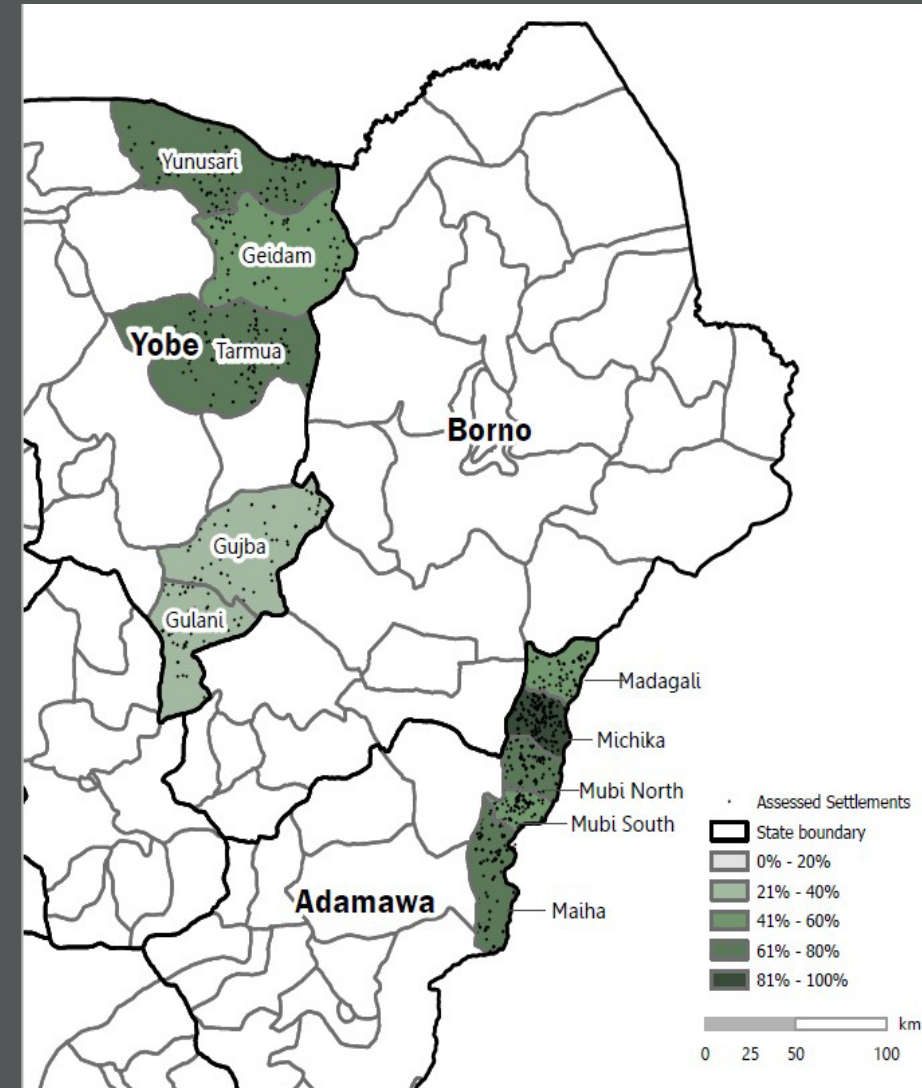 Yunusari
Geidam
Yobe
Tarmua
Borno
Gujba
Gulani
Madagali
Michika
Mubi North
Mubi South
Maiha
Adamawa
Assessed Settlements
State boundary
0% - 20%
21% - 40%
41% - 60%
61% - 80%
81% - 100%
km
0 25 50 100